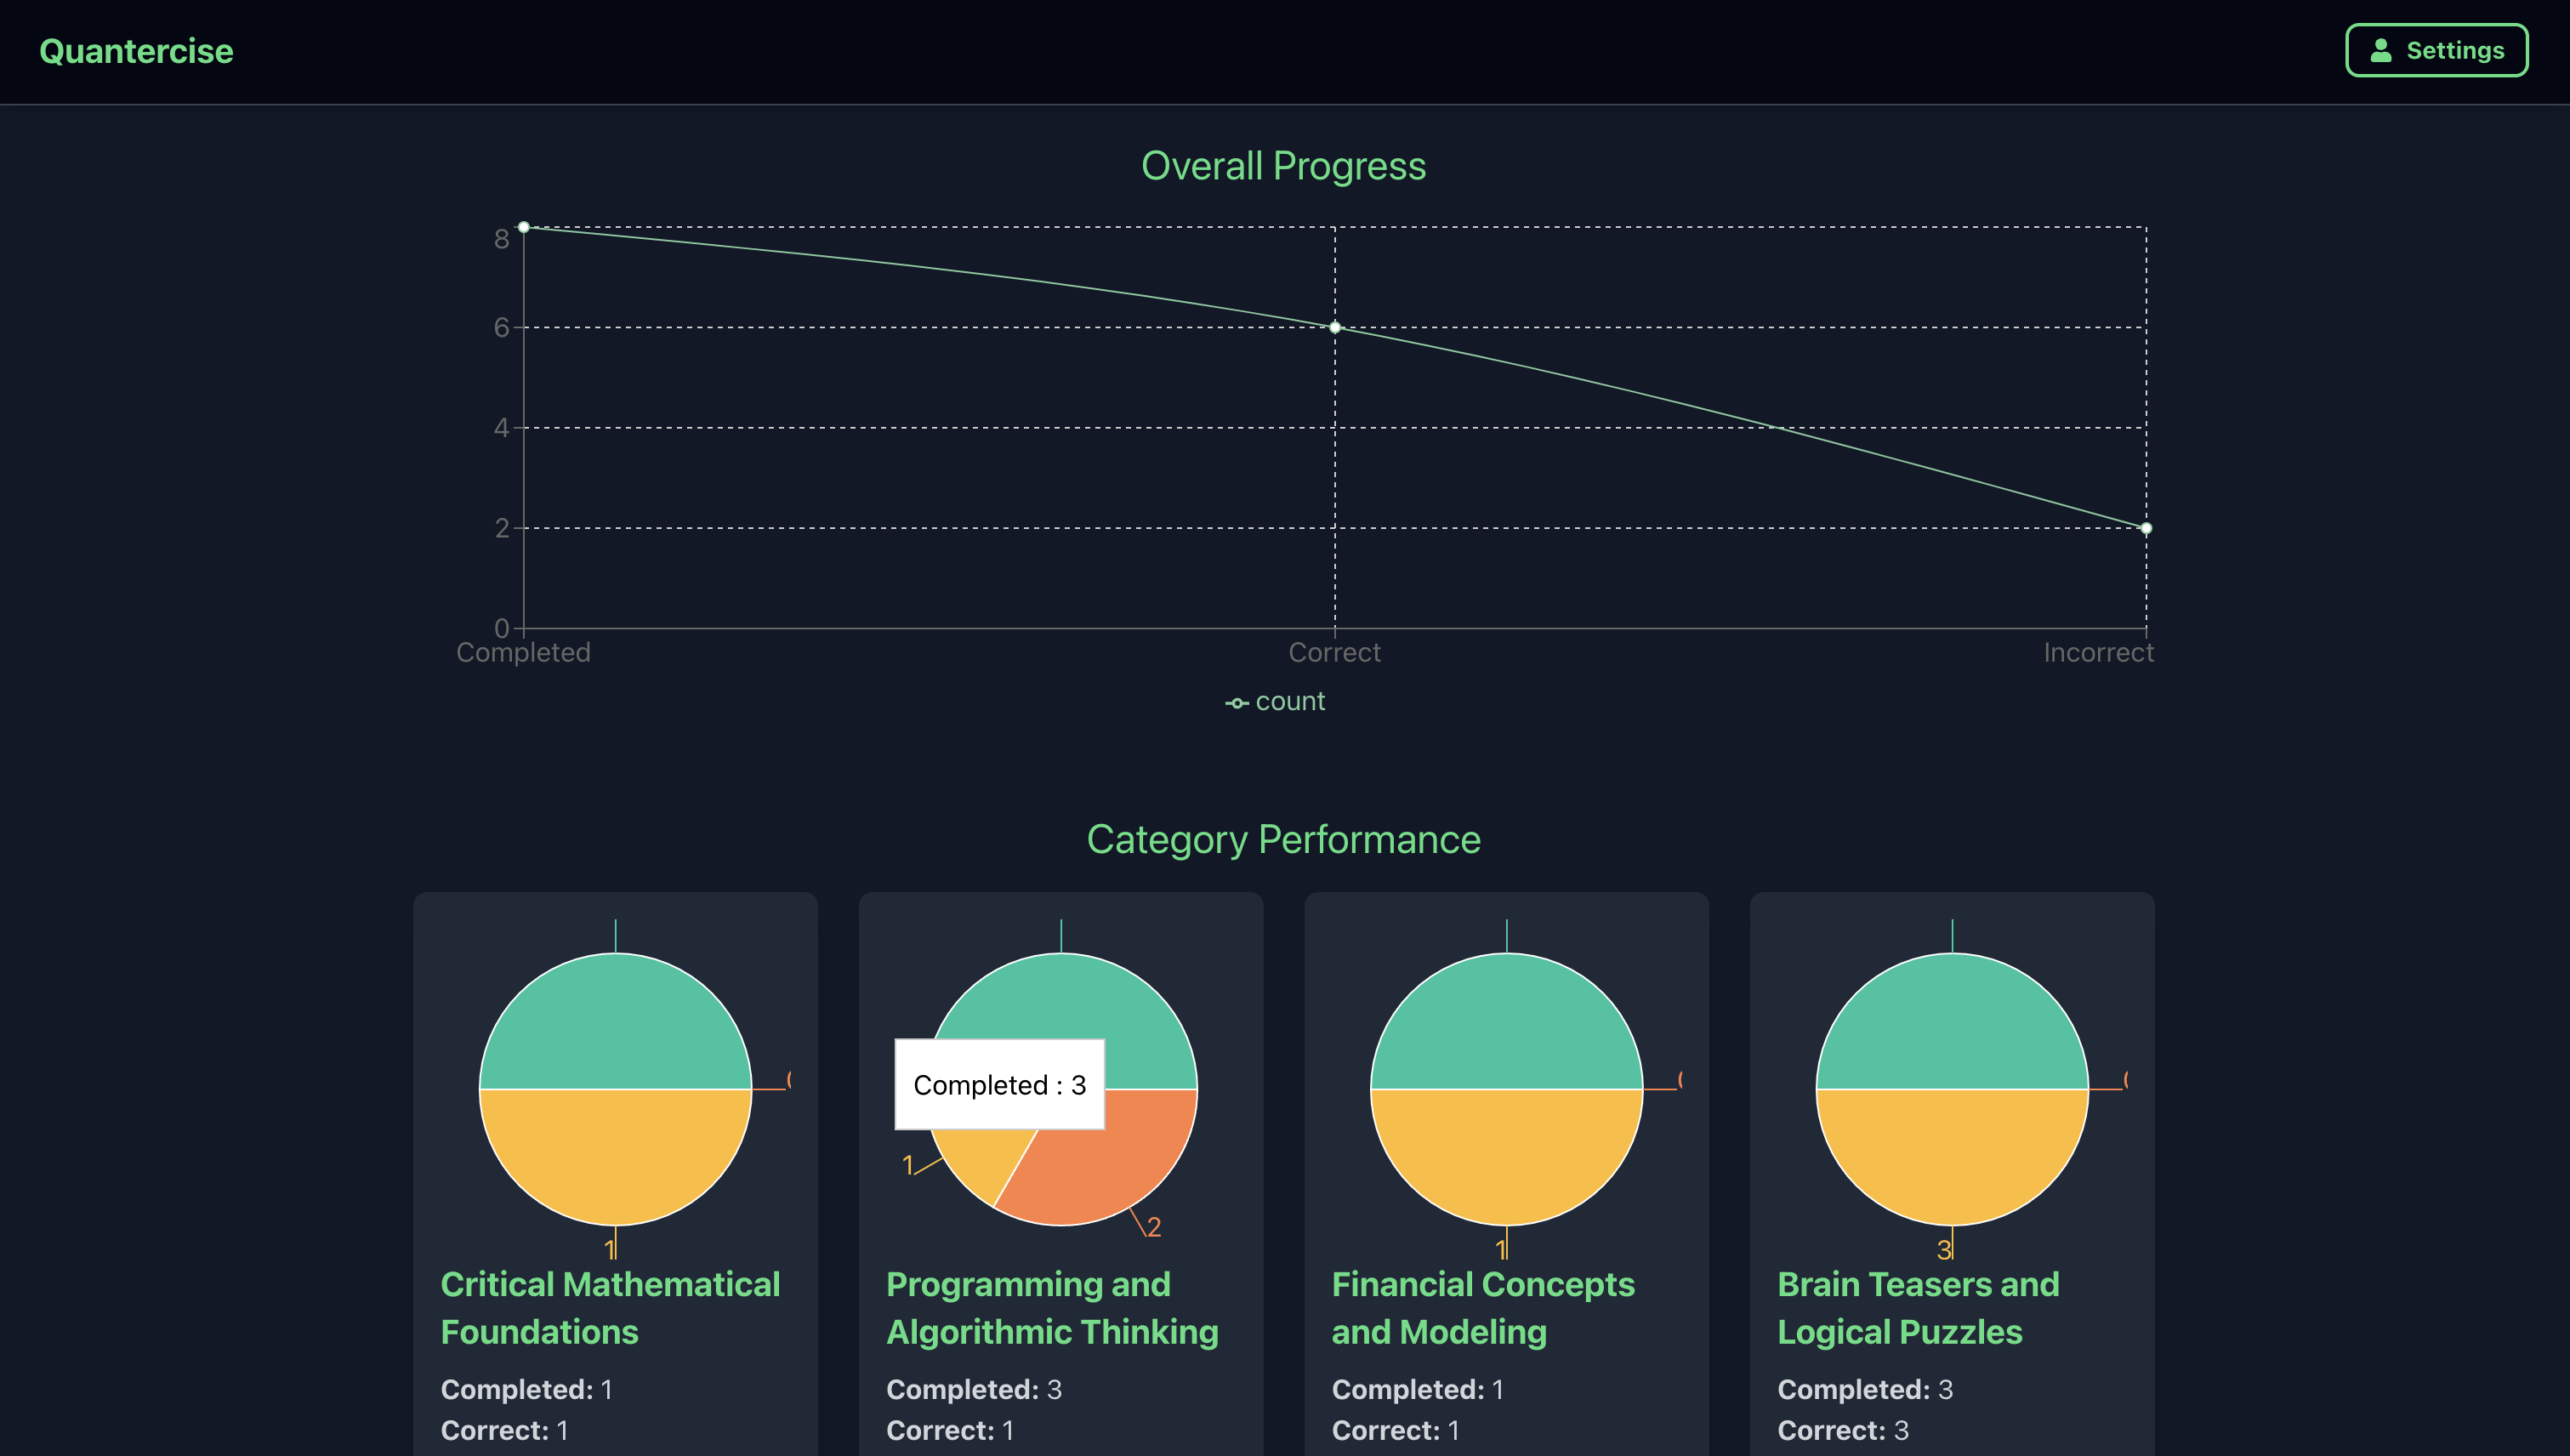 Quantercise
Settings
Overall Progress
8
6
4
2
0
Completed
Correct
Incorrect
count
Category Performance
Completed : 3
1
2
1
1
3
Critical Mathematical
Foundations
Completed: 1
Correct: 1
Programming and
Algorithmic Thinking
Completed: 3
Correct: 1
Financial Concepts
and Modeling
Completed: 1
Correct: 1
Brain Teasers and
Logical Puzzles
Completed: 3
Correct: 3